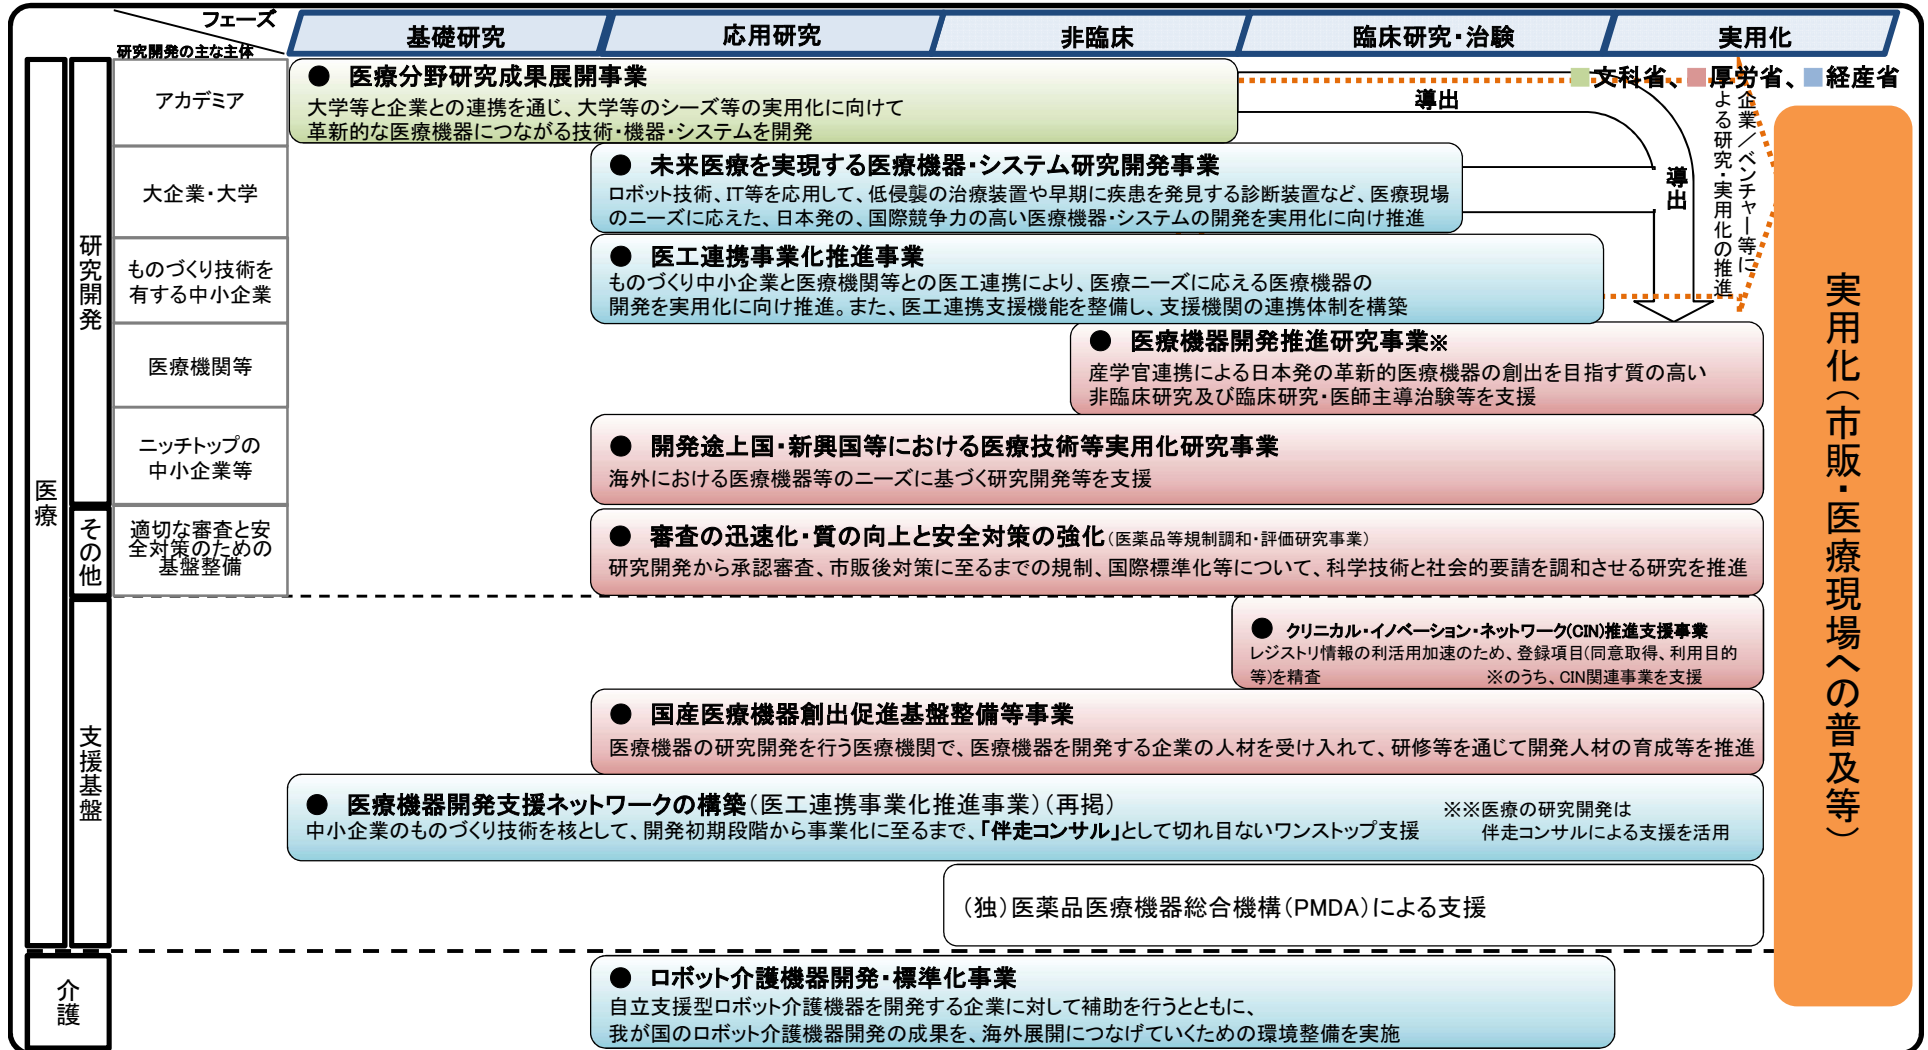 フェーズ
研究開発の主な主体
基礎研究
応用研究
非臨床
臨床研究・治験
実用化
文科省、厚労省、経産省
医療
研究開発
その他
支援基盤
介護
アカデミア
大企業・大学
ものづくり技術を
有する中小企業
医療機関等
ニッチトップの
中小企業等
適切な審査と安
全対策のための
基盤整備
● 医療分野研究成果展開事業
大学等と企業との連携を通じ、大学等のシーズ等の実用化に向けて
革新的な医療機器につながる技術・機器・システムを開発
導出
● 未来医療を実現する医療機器・システム研究開発事業
ロボット技術、IT等を応用して、低侵襲の治療装置や早期に疾患を発見する診断装置など、医療現場
のニーズに応えた、日本発の、国際競争力の高い医療機器・システムの開発を実用化に向け推進
導出
企業／ベンチャー等に
よる研究・実用化の推進
● 医工連携事業化推進事業
ものづくり中小企業と医療機関等との医工連携により、医療ニーズに応える医療機器の
開発を実用化に向け推進。また、医工連携支援機能を整備し、支援機関の連携体制を構築
● 医療機器開発推進研究事業※
産学官連携による日本発の革新的医療機器の創出を目指す質の高い
非臨床研究及び臨床研究・医師主導治験等を支援
● 開発途上国・新興国等における医療技術等実用化研究事業
海外における医療機器等のニーズに基づく研究開発等を支援
● 審査の迅速化・質の向上と安全対策の強化（医薬品等規制調和・評価研究事業）
研究開発から承認審査、市販後対策に至るまでの規制、国際標準化等について、科学技術と社会的要請を調和させる研究を推進
● クリニカル・イノベーション・ネットワーク(CIN)推進支援事業
レジストリ情報の利活用加速のため、登録項目(同意取得、利用目的
等)を精査 ※のうち、CIN関連事業を支援
● 国産医療機器創出促進基盤整備等事業
医療機器の研究開発を行う医療機関で、医療機器を開発する企業の人材を受け入れて、研修等を通じて開発人材の育成等を推進
● 医療機器開発支援ネットワークの構築（医工連携事業化推進事業）（再掲）
中小企業のものづくり技術を核として、開発初期段階から事業化に至るまで、「伴走コンサル」として切れ目ないワンストップ支援
※※医療の研究開発は
伴走コンサルによる支援を活用
（独）医薬品医療機器総合機構（PMDA）による支援
● ロボット介護機器開発・標準化事業
自立支援型ロボット介護機器を開発する企業に対して補助を行うとともに、
我が国のロボット介護機器開発の成果を、海外展開につなげていくための環境整備を実施
実用化（市販・医療現場への普及等）